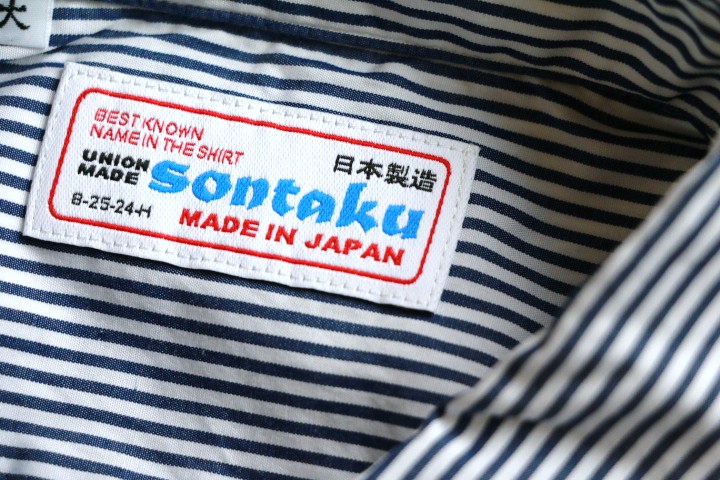 大
BEST KNOWN
NAME IN THE SHIRT
日本製造
UNION
MADE
sontaku
8-25-24-H
MADE IN JAPAN